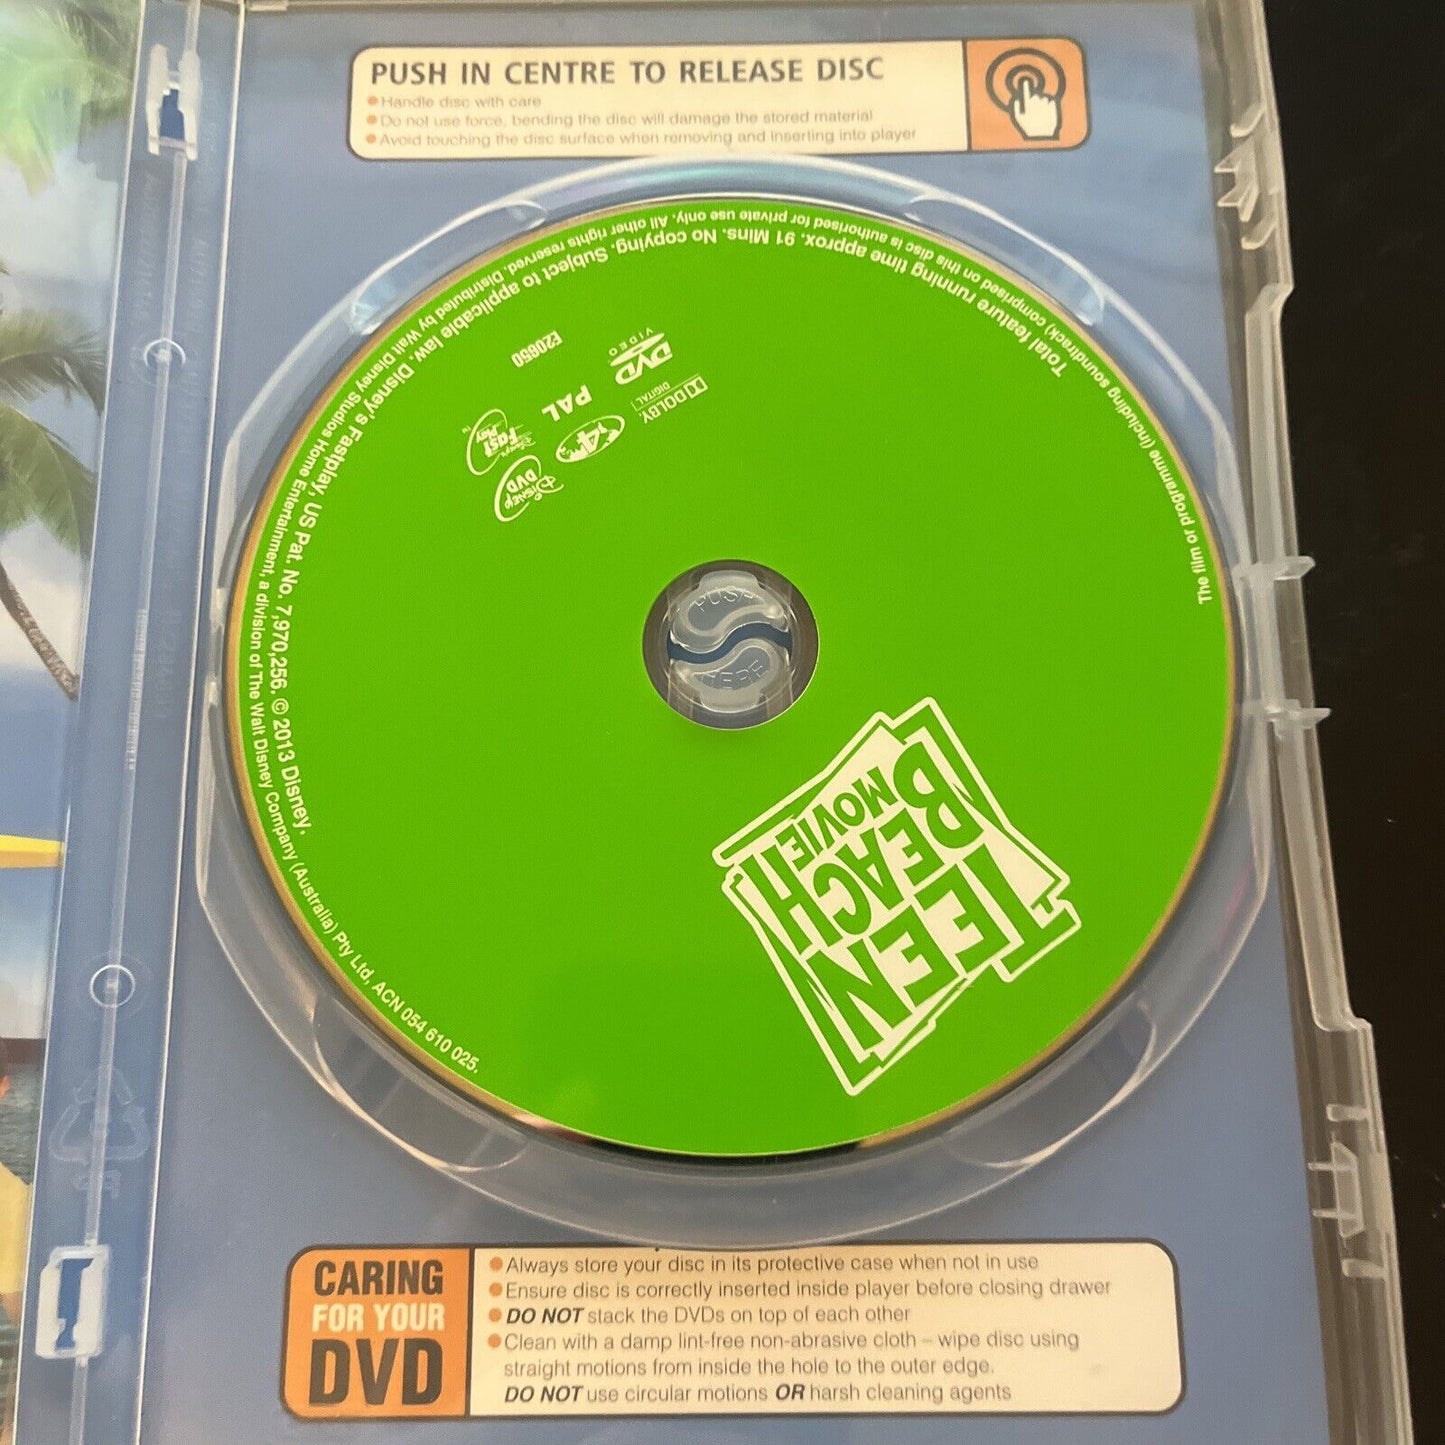 PUSH IN CENTRE TO RELEASE DISC
Handle disc with care
Do not use force, bending the disc will damage the stored material
Avoid touching the disc surface when removing and inserting into player
The film or programme (including soundtrack) comprised on this disc is authorised for private use only. All other rights reserved. Distributed by Walt Disney Studios Home Entertainment, a division of The Walt Disney Company (Australia) Pty Ltd, ACN 054 610 025.
Total feature running time approx. 91 Mins. No copying. Subject to applicable law. Disney's Fastplay, US Pat. No. 7,970,256. © 2013 Disney.
DVD
VIDEO
DOLBY
DIGITAL
PAL
4
Disney's
FAST
Play
TM
Disney
DVD
PUSH
HERE
TEEN
BEACH
MOVIE
CARING
FOR YOUR
DVD
Always store your disc in its protective case when not in use
Ensure disc is correctly inserted inside player before closing drawer
DO NOT stack the DVDs on top of each other
Clean with a damp lint-free non-abrasive cloth – wipe disc using
straight motions from inside the hole to the outer edge.
DO NOT use circular motions OR harsh cleaning agents